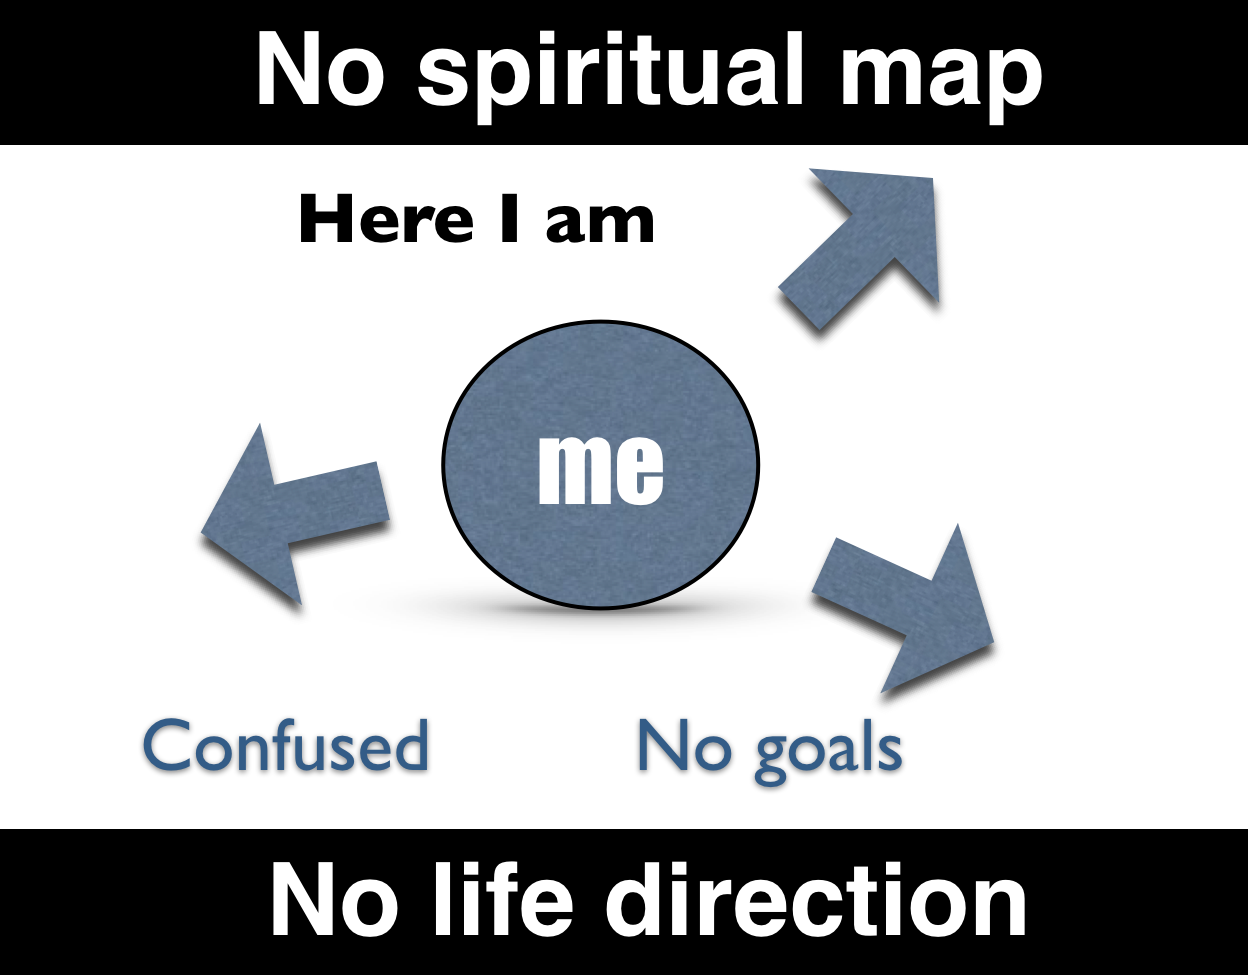 No spiritual map
Here I am
me
Confused
No goals
No life direction